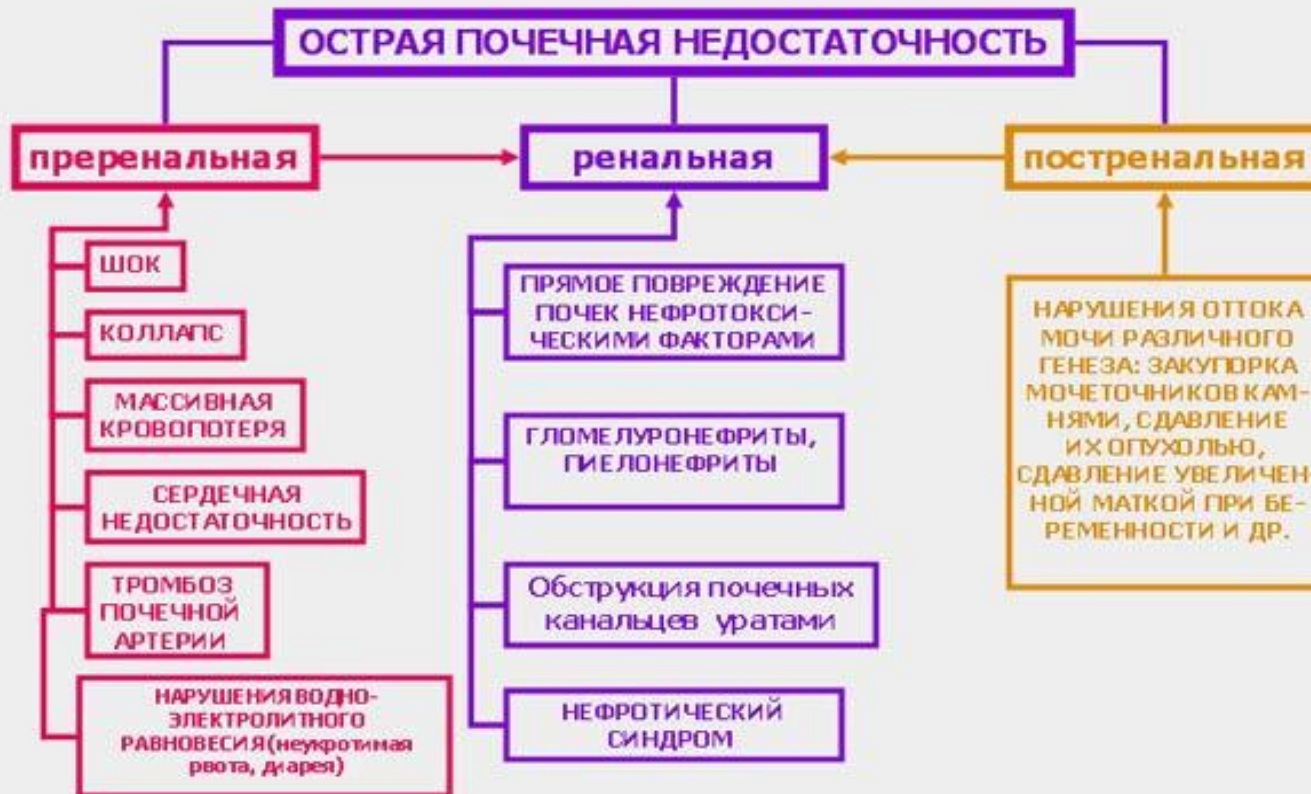 ОСТРАЯ ПОЧЕЧНАЯ НЕДОСТАТОЧНОСТЬ
преренальная
ренальная
постренальная
ШОК
КОЛЛАПС
МАССИВНАЯ
КРОВОПОТЕРЯ
СЕРДЕЧНАЯ
НЕДОСТАТОЧНОСТЬ
ТРОМБОЗ
ПОЧЕЧНОЙ
АРТЕРИИ
НАРУШЕНИЯ ВОДНО-
ЭЛЕКТРОЛИТНОГО
РАВНОВЕСИЯ(неукротимая
рвота, диарея)
ПРЯМОЕ ПОВРЕЖДЕНИЕ
ПОЧЕК НЕФРОТОКСИ-
ЧЕСКИМИ ФАКТОРАМИ
ГЛОМЕЛУРОНЕФРИТЫ,
ПИЕЛОНЕФРИТЫ
Обструкция почечных
канальцев уратами
НЕФРОТИЧЕСКИЙ
СИНДРОМ
НАРУШЕНИЯ ОТТОКА
МОЧИ РАЗЛИЧНОГО
ГЕНЕЗА: ЗАКУПОРКА
МОЧЕТОЧНИКОВ КАМ-
НЯМИ, СДАВЛЕНИЕ
ИХ ОПУХОЛЬЮ,
СДАВЛЕНИЕ УВЕЛИЧЕН-
НОЙ МАТКОЙ ПРИ БЕ-
РЕМЕННОСТИ И ДР.